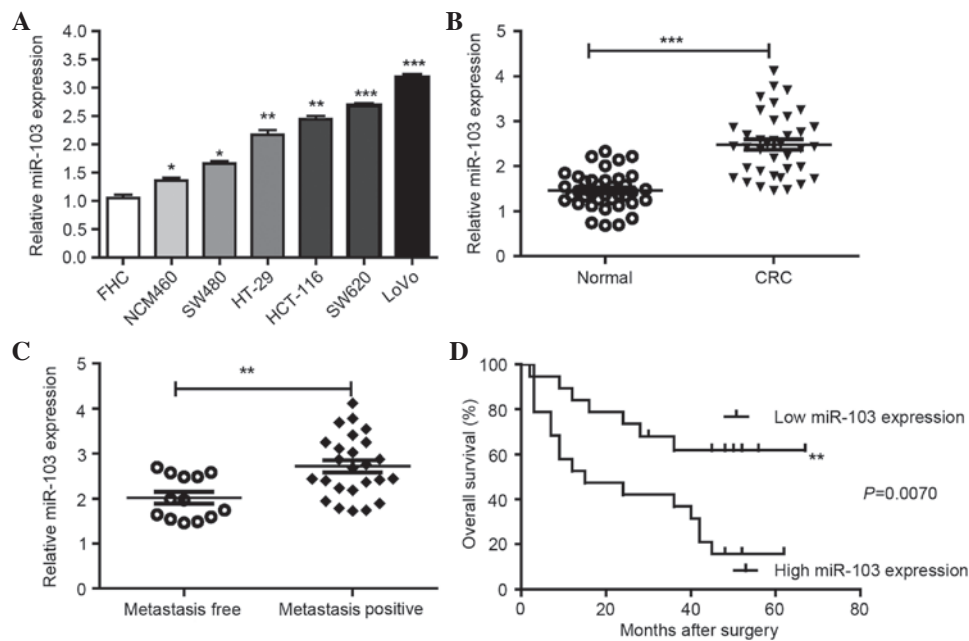 A
Relative miR-103 expression
4.0
3.5
3.0
2.5
2.0
1.5
1.0
0.5
0.0
*
*
**
**
***
***
FHC
NCM460
SW480
HT-29
HCT-116
SW620
LoVo
B
Relative miR-103 expression
5
4
3
2
1
0
***
Normal
CRC
C
Relative miR-103 expression
5
4
3
2
1
0
**
Metastasis free
Metastasis positive
D
Overall survival (%)
100
80
60
40
20
0
Low miR-103 expression
**
P=0.0070
High miR-103 expression
0
20
40
60
80
Months after surgery